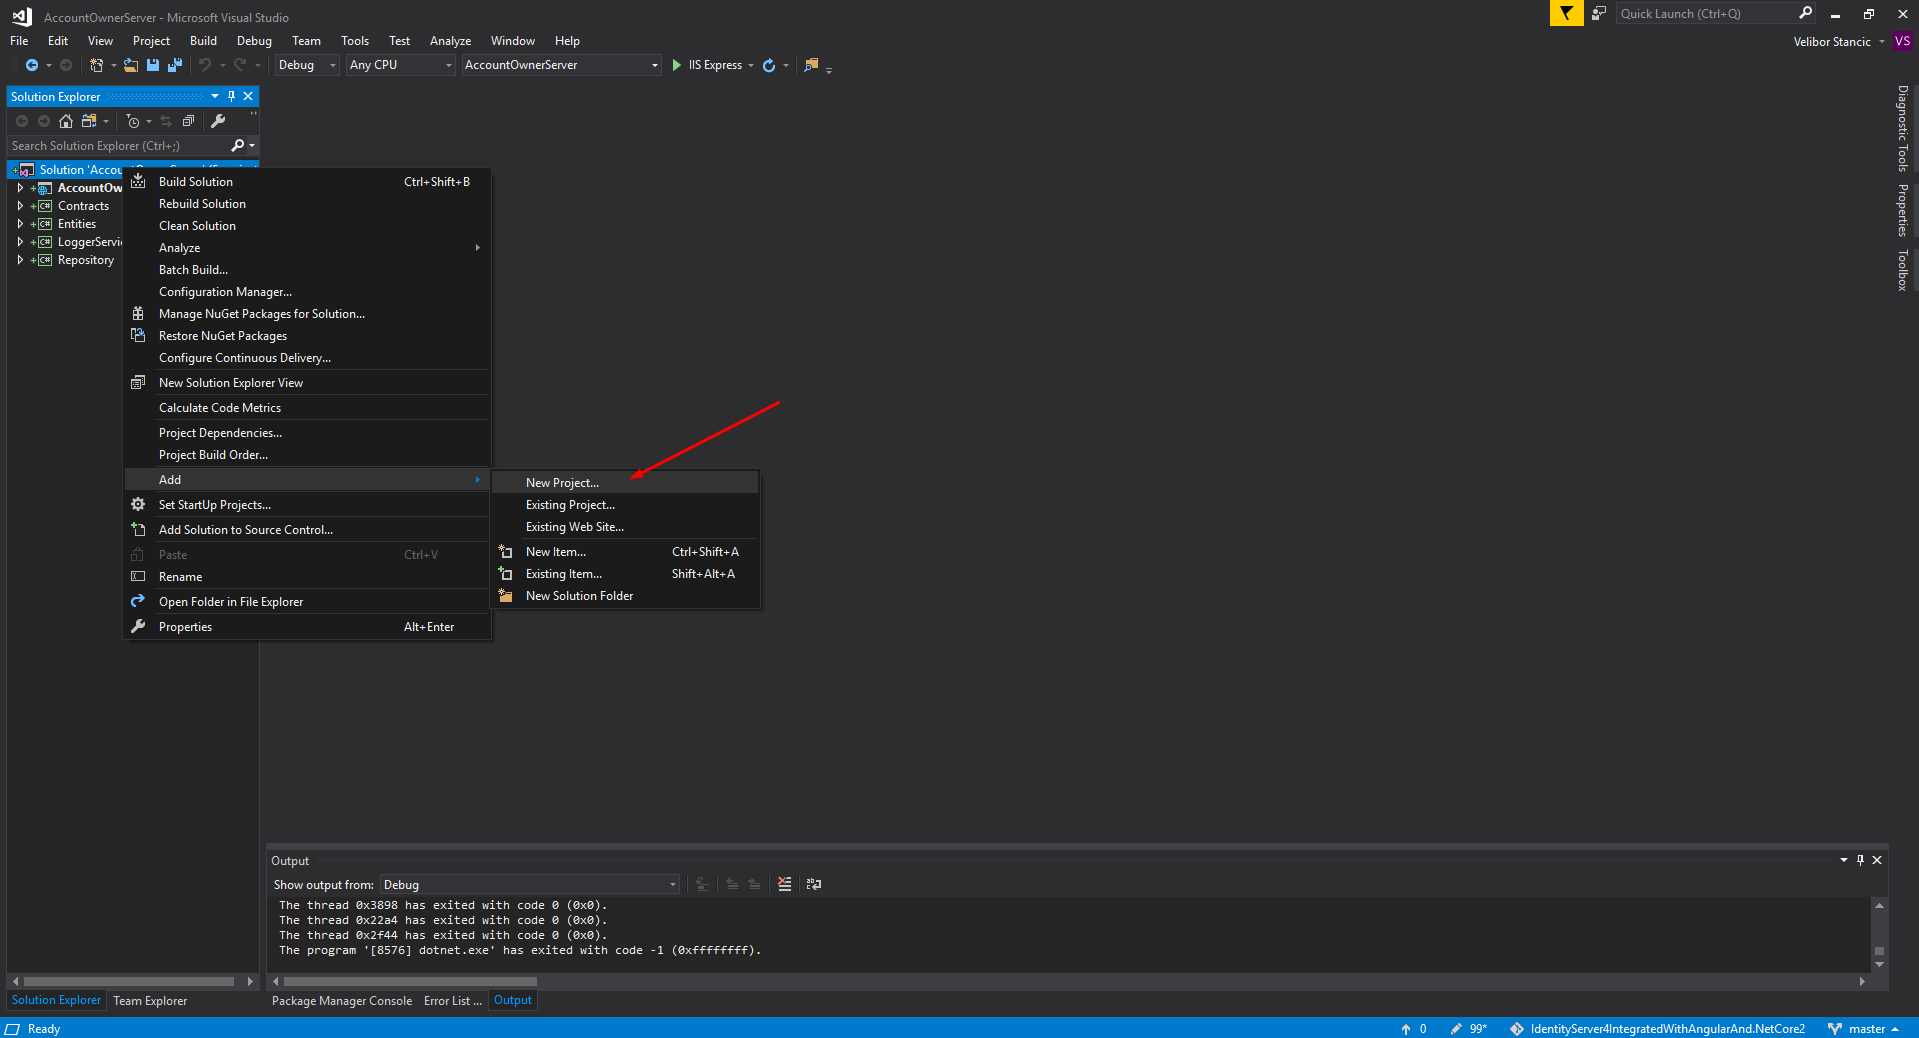 AccountOwnerServer - Microsoft Visual Studio
Quick Launch (Ctrl+Q)
File Edit View Project Build Debug Team Tools Test Analyze Window Help
Velibor Stancic VS
Debug Any CPU AccountOwnerServer IIS Express
Solution Explorer
Search Solution Explorer (Ctrl+;)
Solution 'Accou
AccountOw
Contracts
Entities
LoggerServi
Repository
Build Solution Ctrl+Shift+B
Rebuild Solution
Clean Solution
Analyze
Batch Build...
Configuration Manager...
Manage NuGet Packages for Solution...
Restore NuGet Packages
Configure Continuous Delivery...
New Solution Explorer View
Calculate Code Metrics
Project Dependencies...
Project Build Order...
Add
Set StartUp Projects...
Add Solution to Source Control...
Paste Ctrl+V
Rename
Open Folder in File Explorer
Properties Alt+Enter
New Project...
Existing Project...
Existing Web Site...
New Item... Ctrl+Shift+A
Existing Item... Shift+Alt+A
New Solution Folder
Diagnostic Tools
Properties
Toolbox
Output
Show output from: Debug
The thread 0x3898 has exited with code 0 (0x0).
The thread 0x22a4 has exited with code 0 (0x0).
The thread 0x2f44 has exited with code 0 (0x0).
The program '[8576] dotnet.exe' has exited with code -1 (0xffffffff).
Solution Explorer Team Explorer
Package Manager Console Error List ... Output
Ready
0 99* IdentityServer4IntegratedWithAngularAnd.NetCore2 master